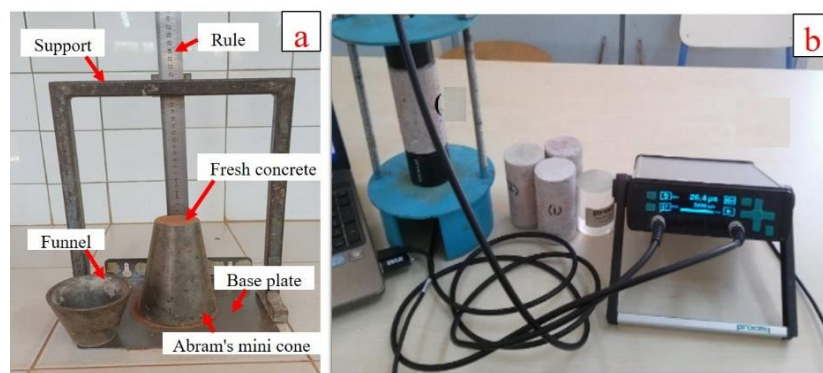 Support
Rule
a
Fresh concrete
Funnel
Base plate
Abram's mini cone
b
26.4 µs
proceq